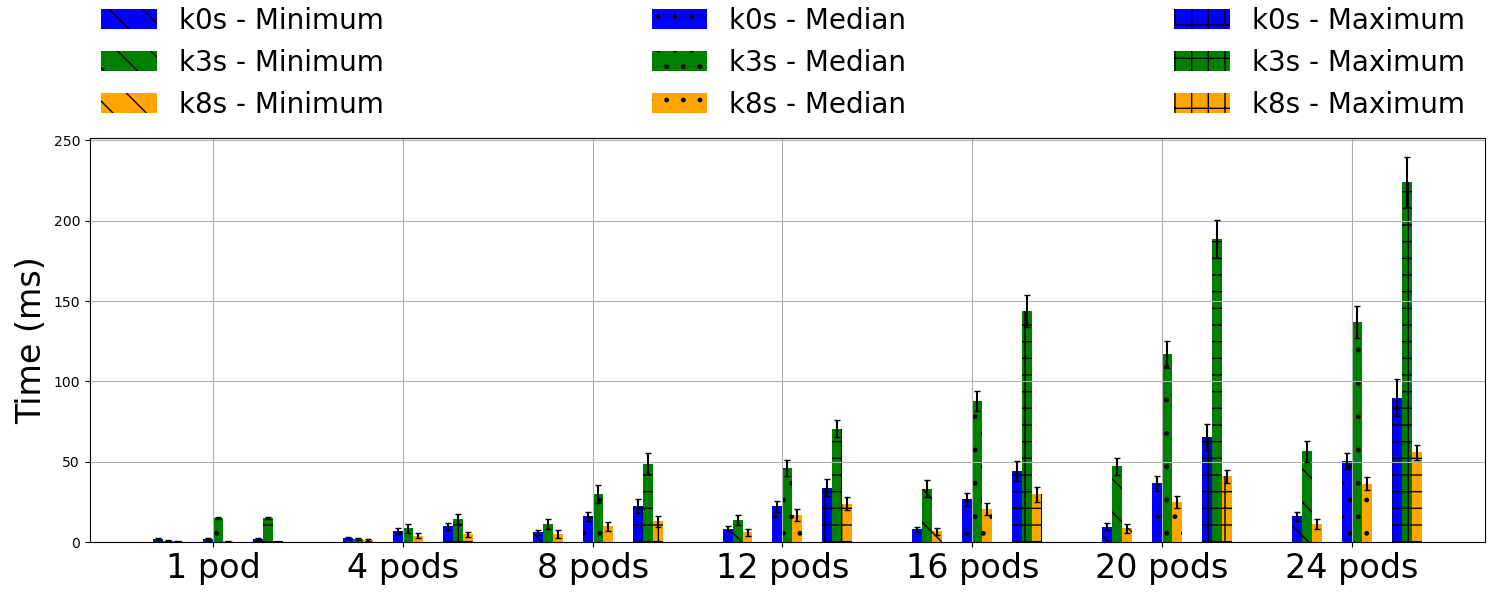 k0s - Minimum k0s - Median k0s - Maximum
k3s - Minimum k3s - Median k3s - Maximum
k8s - Minimum k8s - Median k8s - Maximum
250
200
150
100
50
0
Time (ms)
1 pod 4 pods 8 pods 12 pods 16 pods 20 pods 24 pods